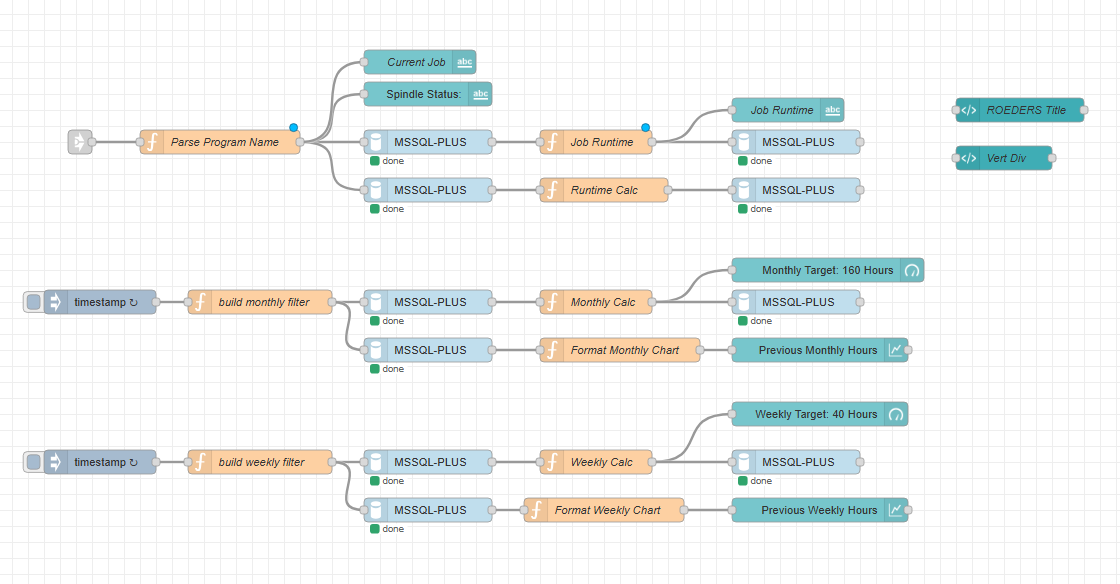 Current Job abc
Spindle Status: abc
Job Runtime abc
ROEDERS Title
Parse Program Name
MSSQL-PLUS
Job Runtime
MSSQL-PLUS
done
done
Vert Div
MSSQL-PLUS
Runtime Calc
MSSQL-PLUS
done
done
Monthly Target: 160 Hours
timestamp ↻
build monthly filter
MSSQL-PLUS
Monthly Calc
MSSQL-PLUS
done
done
MSSQL-PLUS
Format Monthly Chart
Previous Monthly Hours
done
Weekly Target: 40 Hours
timestamp ↻
build weekly filter
MSSQL-PLUS
Weekly Calc
MSSQL-PLUS
done
done
MSSQL-PLUS
Format Weekly Chart
Previous Weekly Hours
done